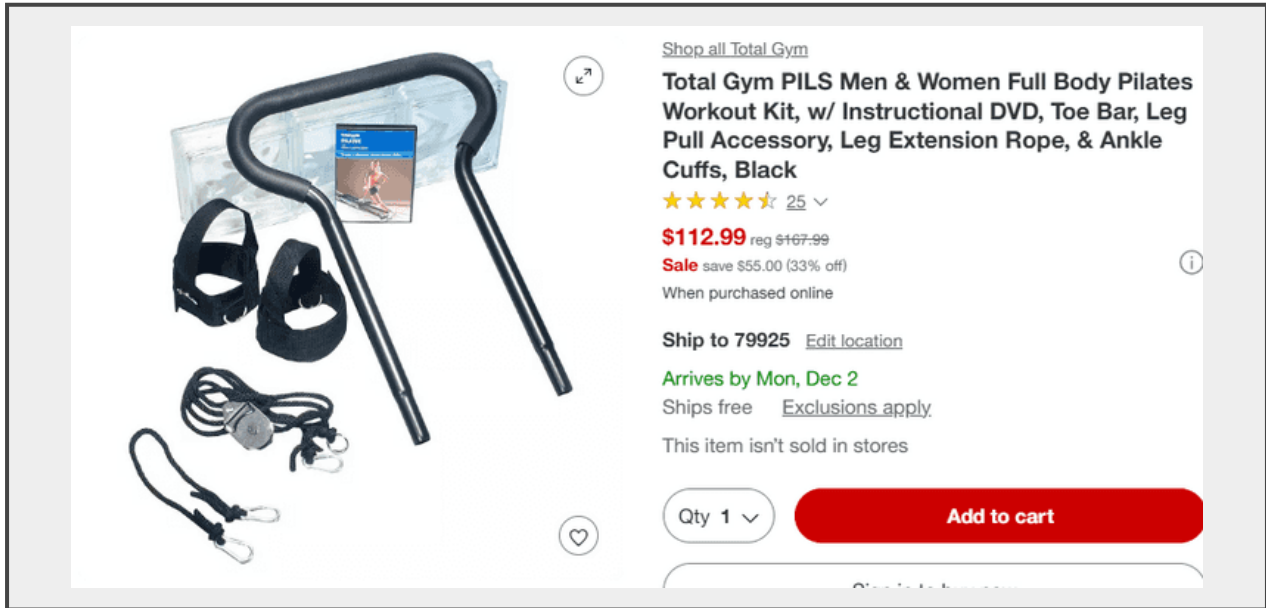 Shop all Total Gym
Total Gym PILS Men & Women Full Body Pilates
Workout Kit, w/ Instructional DVD, Toe Bar, Leg
Pull Accessory, Leg Extension Rope, & Ankle
Cuffs, Black
25
$112.99 reg $167.99
Sale save $55.00 (33% off)
When purchased online
Ship to 79925 Edit location
Arrives by Mon, Dec 2
Ships free Exclusions apply
This item isn't sold in stores
Qty 1
Add to cart
PILATES